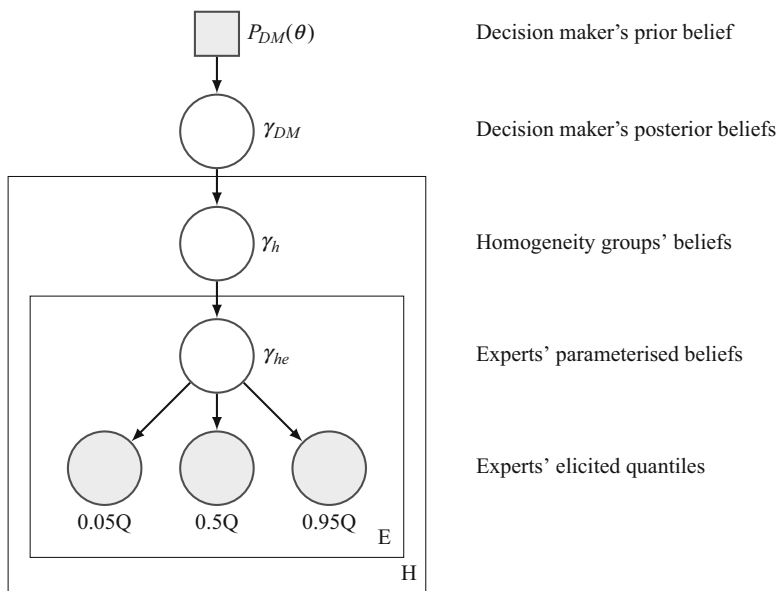 P_DM(θ) Decision maker's prior belief
γ_DM Decision maker's posterior beliefs
γ_h Homogeneity groups' beliefs
γ_he Experts' parameterised beliefs
Experts' elicited quantiles
0.05Q 0.5Q 0.95Q
E
H